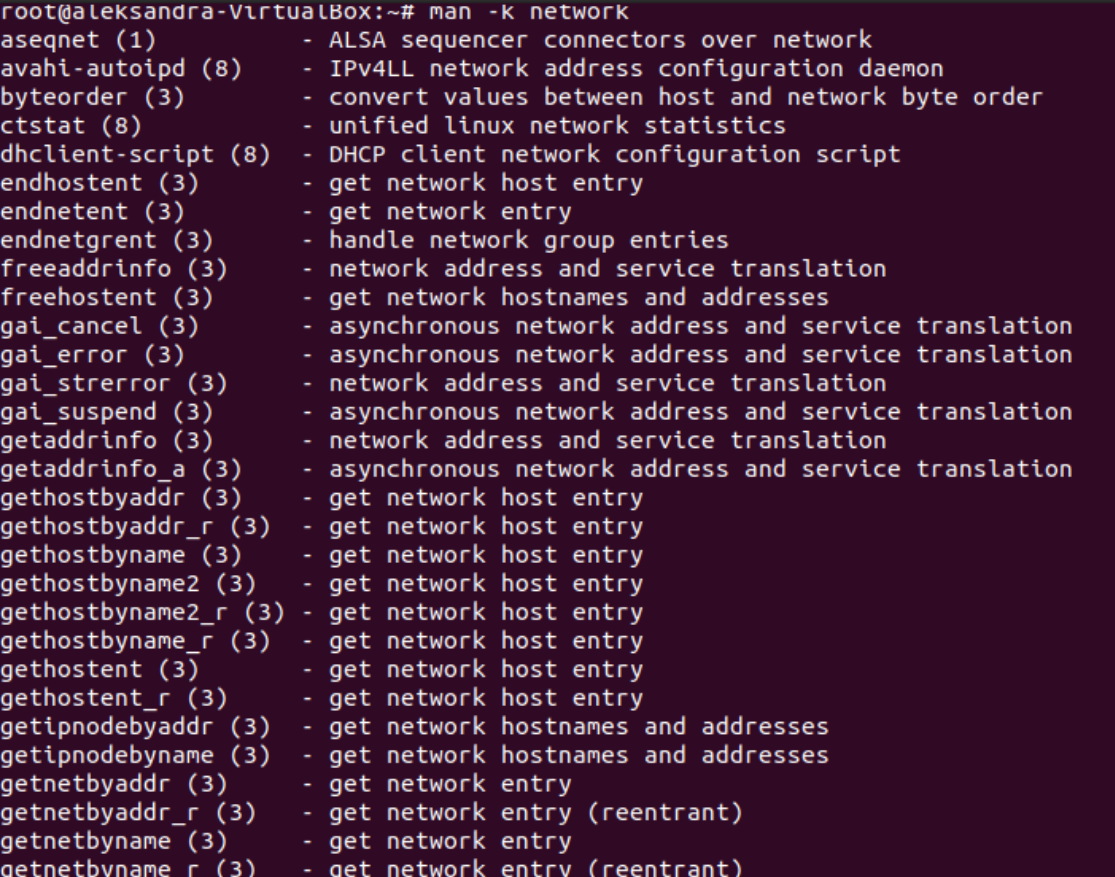 root@aleksandra-VirtualBox:~# man -k network
aseqnet (1)          - ALSA sequencer connectors over network
avahi-autoipd (8)    - IPv4LL network address configuration daemon
byteorder (3)        - convert values between host and network byte order
ctstat (8)           - unified linux network statistics
dhclient-script (8)  - DHCP client network configuration script
endhostent (3)       - get network host entry
endnetent (3)        - get network entry
endnetgrent (3)      - handle network group entries
freeaddrinfo (3)     - network address and service translation
freehostent (3)      - get network hostnames and addresses
gai_cancel (3)       - asynchronous network address and service translation
gai_error (3)        - asynchronous network address and service translation
gai_strerror (3)     - network address and service translation
gai_suspend (3)      - asynchronous network address and service translation
getaddrinfo (3)      - network address and service translation
getaddrinfo_a (3)    - asynchronous network address and service translation
gethostbyaddr (3)    - get network host entry
gethostbyaddr_r (3)  - get network host entry
gethostbyname (3)    - get network host entry
gethostbyname2 (3)   - get network host entry
gethostbyname2_r (3) - get network host entry
gethostbyname_r (3)  - get network host entry
gethostent (3)       - get network host entry
gethostent_r (3)     - get network host entry
getipnodebyaddr (3)  - get network hostnames and addresses
getipnodebyname (3)  - get network hostnames and addresses
getnetbyaddr (3)     - get network entry
getnetbyaddr_r (3)   - get network entry (reentrant)
getnetbyname (3)     - get network entry
getnetbyname_r (3)   - get network entry (reentrant)